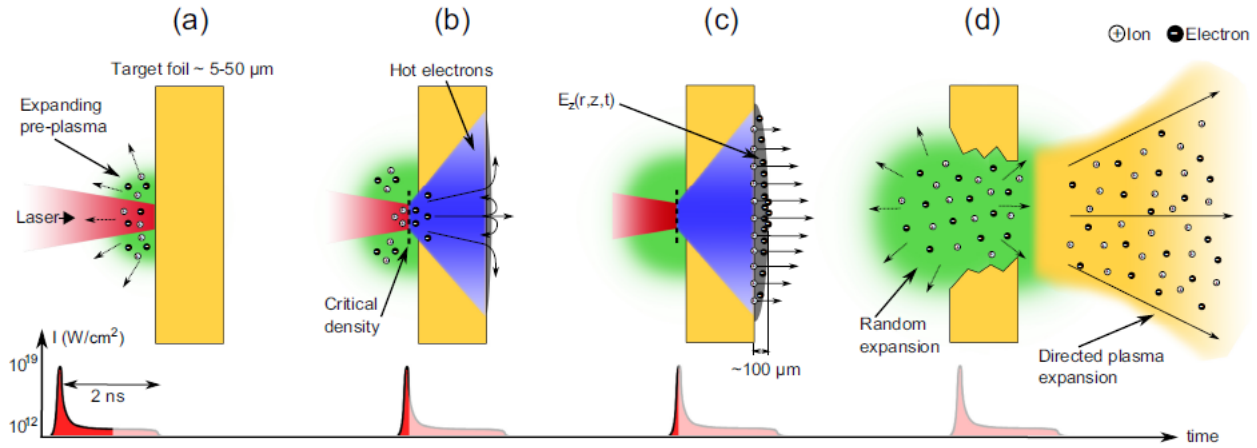 (a)
(b)
(c)
(d)
+Ion
-Electron
Target foil ~ 5-50 µm
Hot electrons
Expanding
pre-plasma
E_z(r,z,t)
Laser
Critical
density
Random
expansion
Directed plasma
expansion
~100 µm
I (W/cm²)
10¹⁹
2 ns
10¹²
time